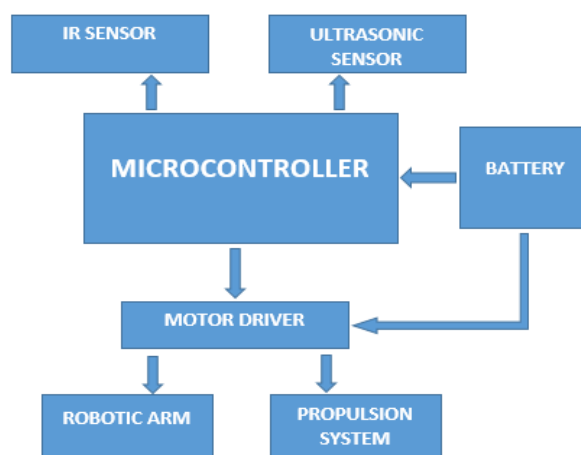 IR SENSOR
ULTRASONIC
SENSOR
MICROCONTROLLER
BATTERY
MOTOR DRIVER
ROBOTIC ARM
PROPULSION
SYSTEM